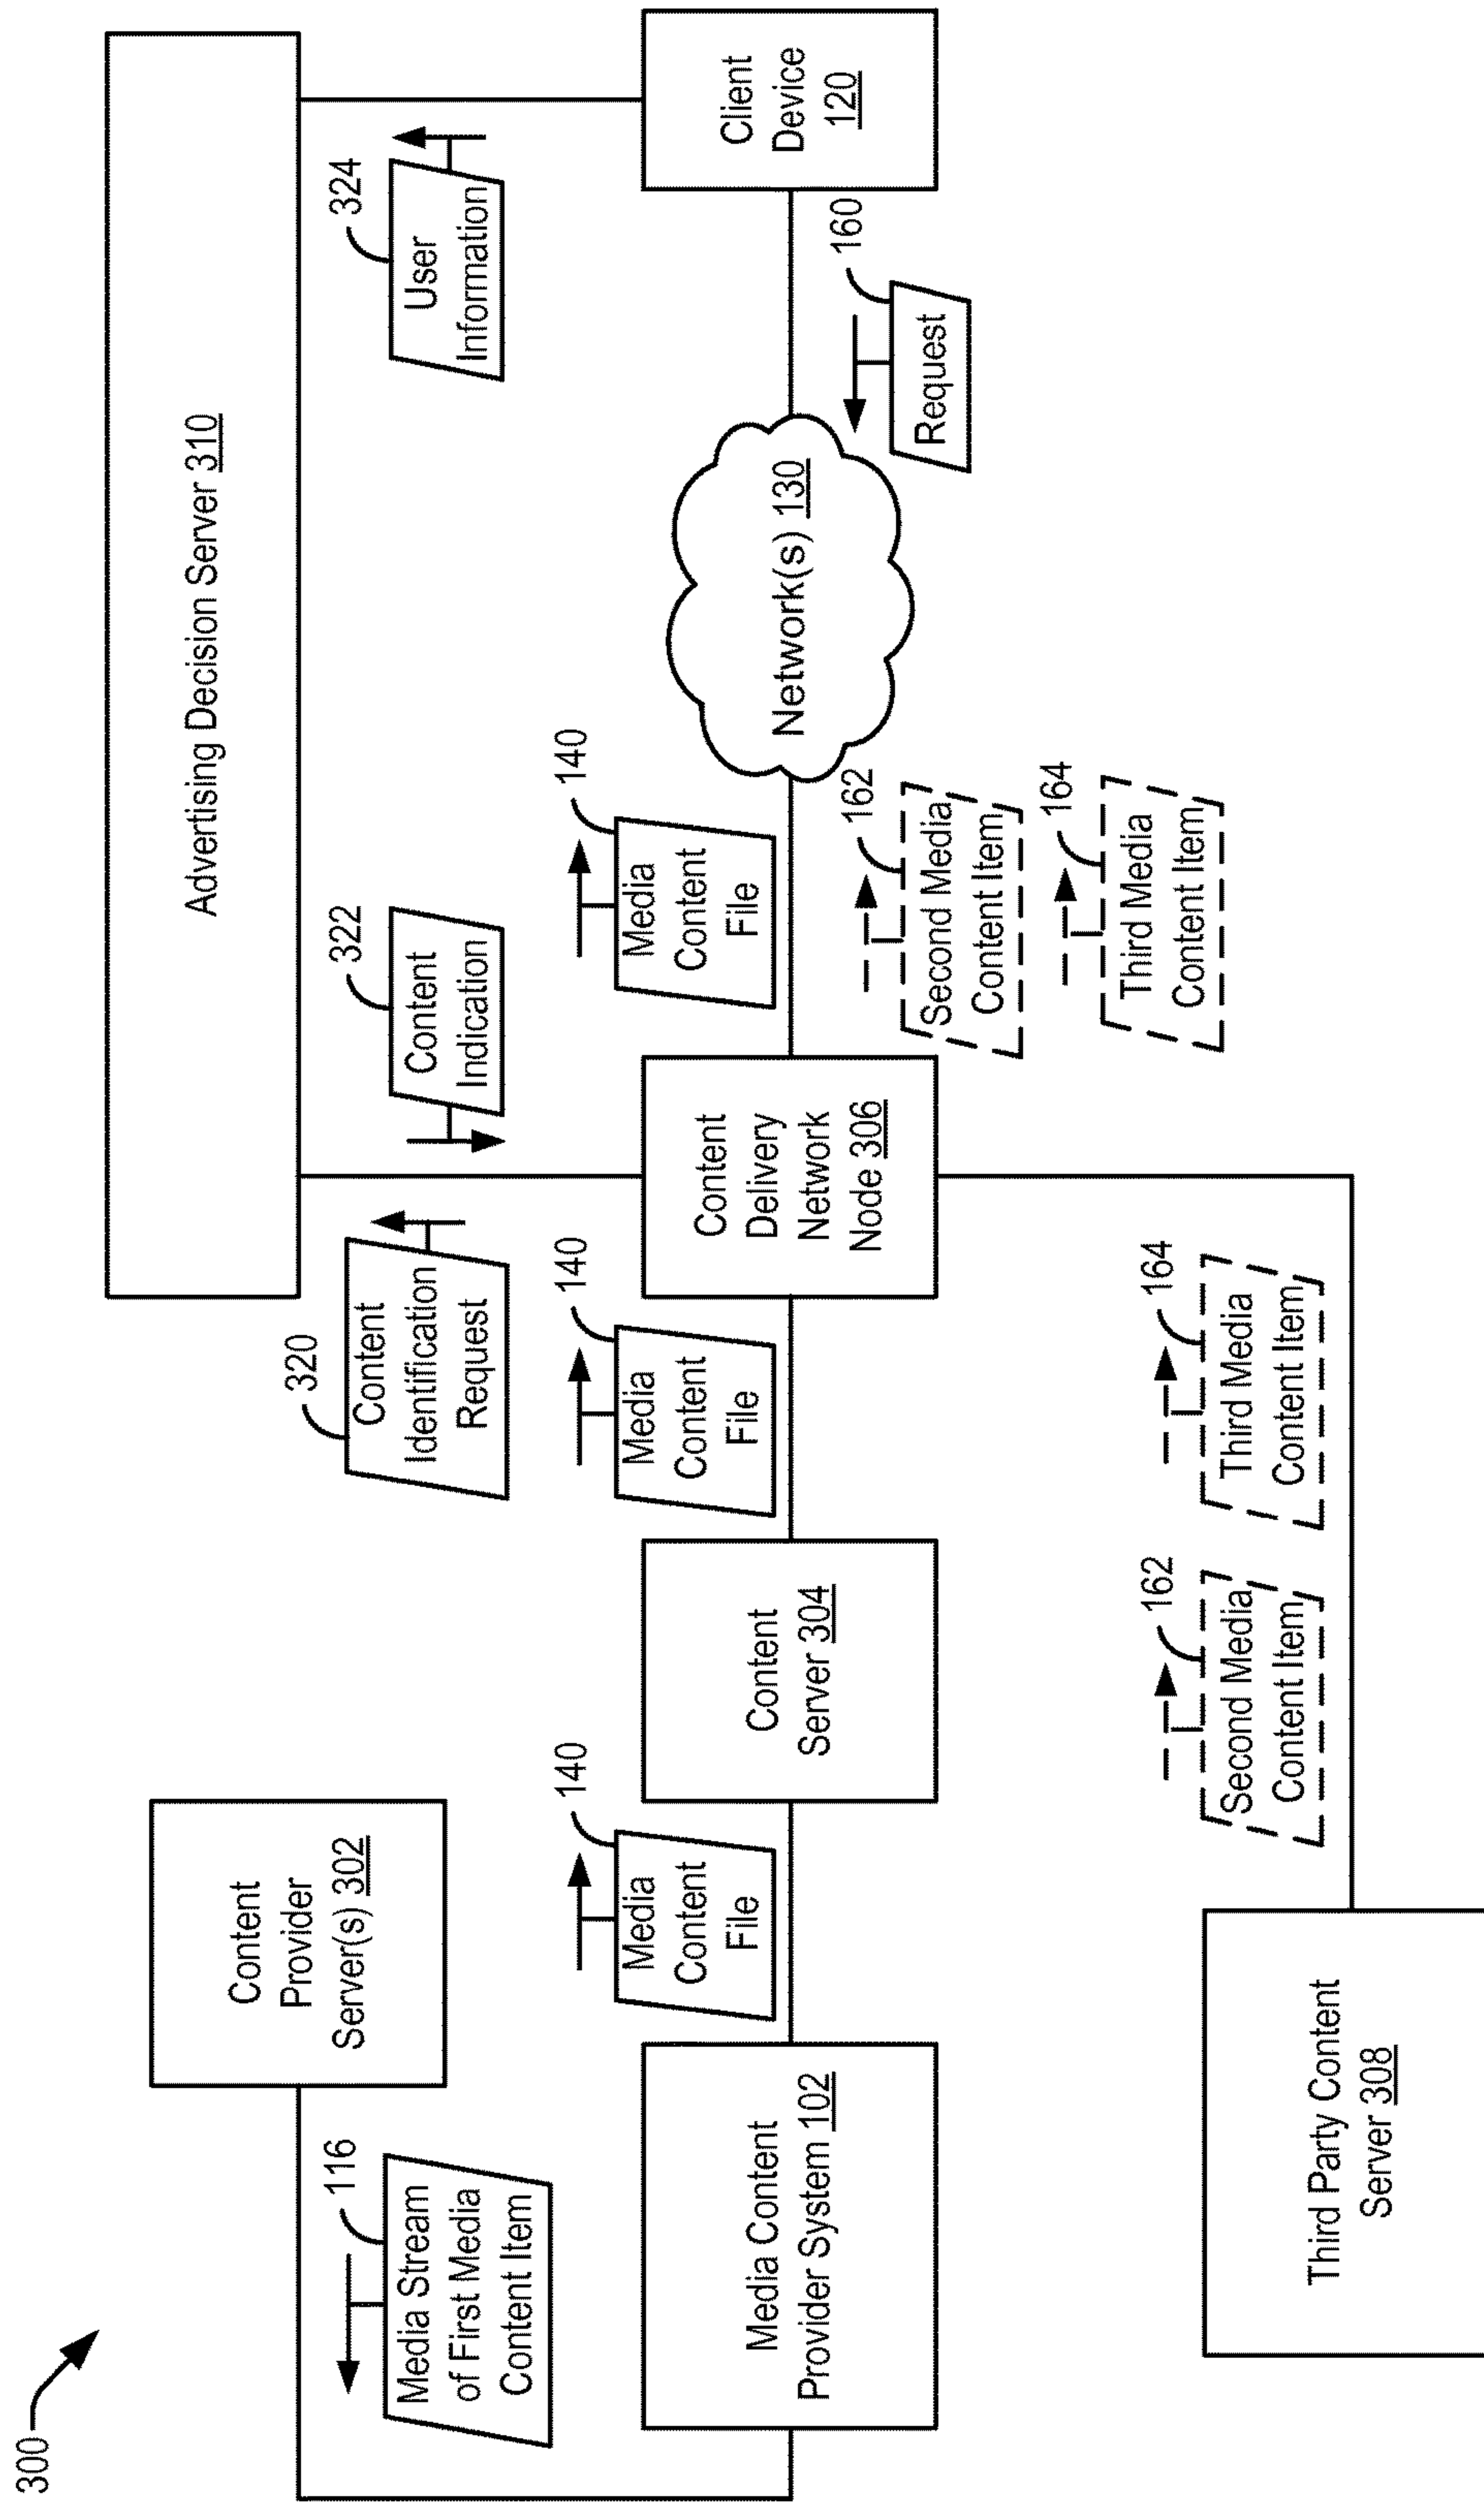 300
Advertising Decision Server 310
Content
Provider
Server(s) 302
116
Media Stream
of First Media
Content Item
320
Content
Identification
Request
322
Content
Indication
324
User
Information
Media Content
Provider System 102
140
Media
Content
File
Content
Server 304
140
Media
Content
File
Content
Delivery
Network
Node 306
140
Media
Content
File
Network(s) 130
160
Request
Client
Device
120
162
Second Media
Content Item
164
Third Media
Content Item
162
Second Media
Content Item
164
Third Media
Content Item
Third Party Content
Server 308